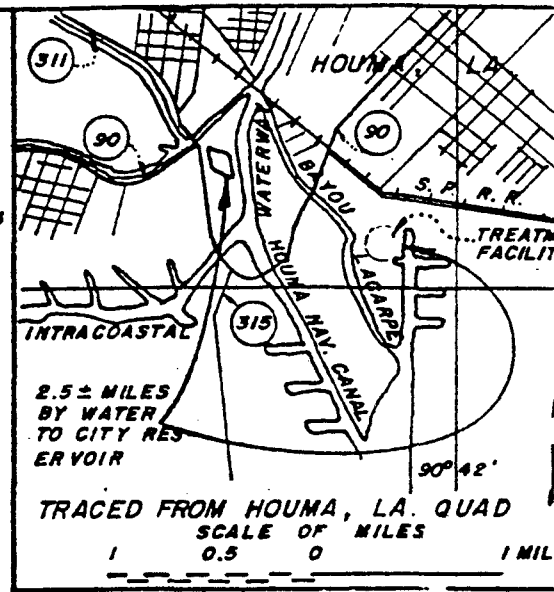 311
HOUMA, LA
90
90
WATERWA
BAYOU
S. P. R. R.
TREATM
FACILIT
LAGARPE
HOUMA NAV. CANAL
315
INTRACOASTAL
2.5 ± MILES
BY WATER
TO CITY RES
ERVOIR
90° 42'
TRACED FROM HOUMA, LA. QUAD
SCALE OF MILES
1 0.5 0 1 MIL